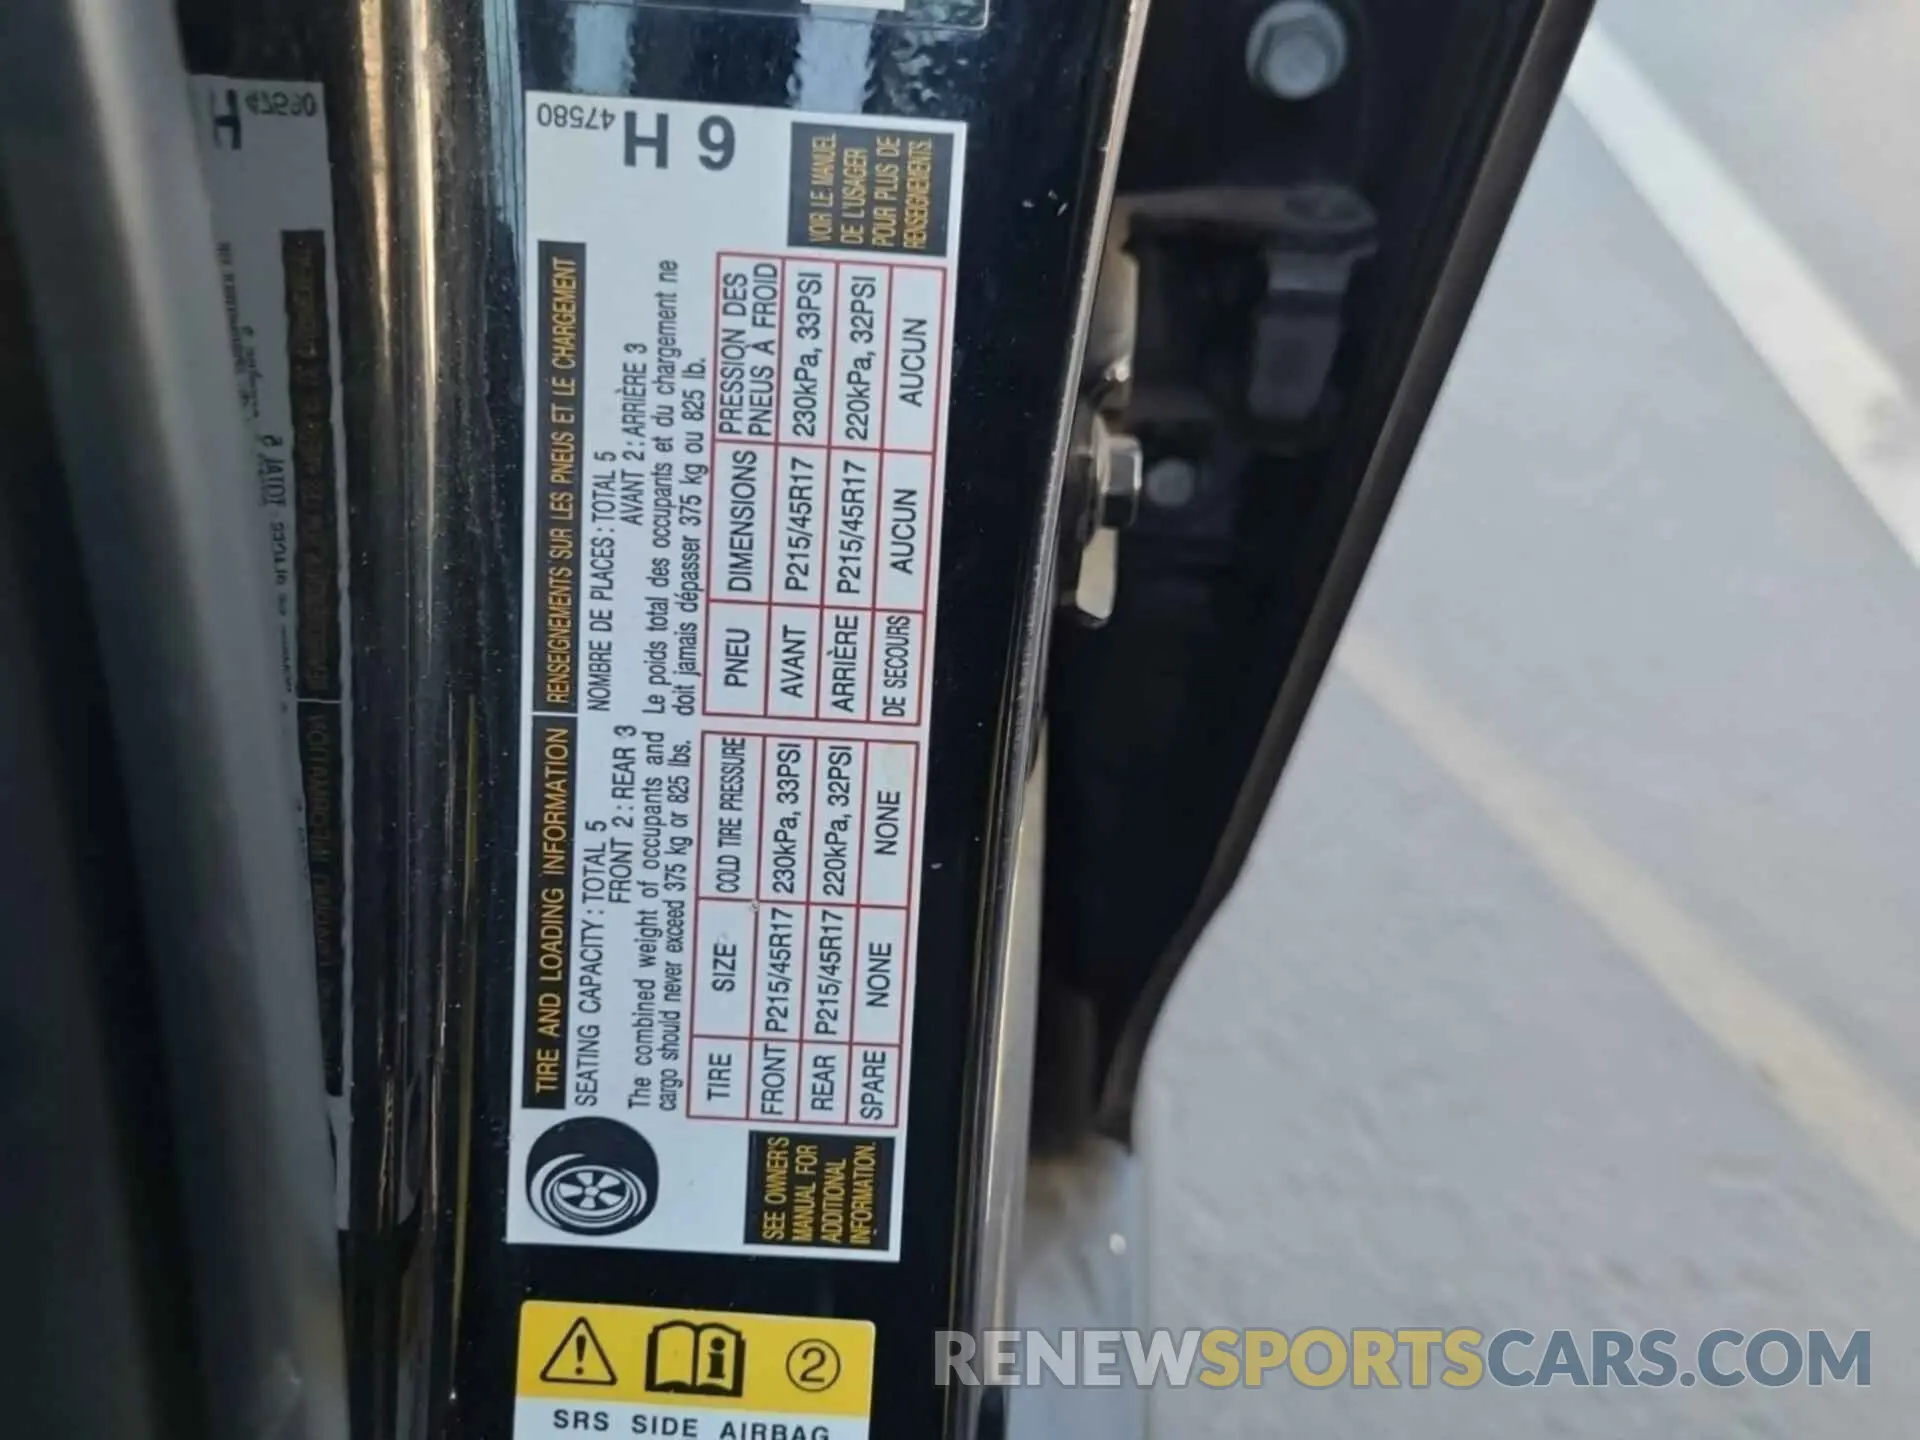 TIRE AND LOADING INFORMATION
RENSEIGNEMENTS SUR LES PNEUS ET LE CHARGEMENT
47580
H 9
SEATING CAPACITY : TOTAL 5
FRONT 2 : REAR 3
The combined weight of occupants and
cargo should never exceed 375 kg or 825 lbs.
NOMBRE DE PLACES : TOTAL 5
AVANT 2 : ARRIÈRE 3
Le poids total des occupants et du chargement ne
doit jamais dépasser 375 kg ou 825 lb.
TIRE SIZE COLD TIRE PRESSURE
FRONT P215/45R17 230kPa, 33PSI
REAR P215/45R17 220kPa, 32PSI
SPARE NONE NONE
PNEU DIMENSIONS PRESSION DES
PNEUS À FROID
AVANT P215/45R17 230kPa, 33PSI
ARRIÈRE P215/45R17 220kPa, 32PSI
DE SECOURS AUCUN AUCUN
SEE OWNER'S
MANUAL FOR
ADDITIONAL
INFORMATION.
VOIR LE MANUEL
DE L'USAGER
POUR PLUS DE
RENSEIGNEMENTS.
2
SRS SIDE AIRBAG
RENEWSPORTSCARS.COM